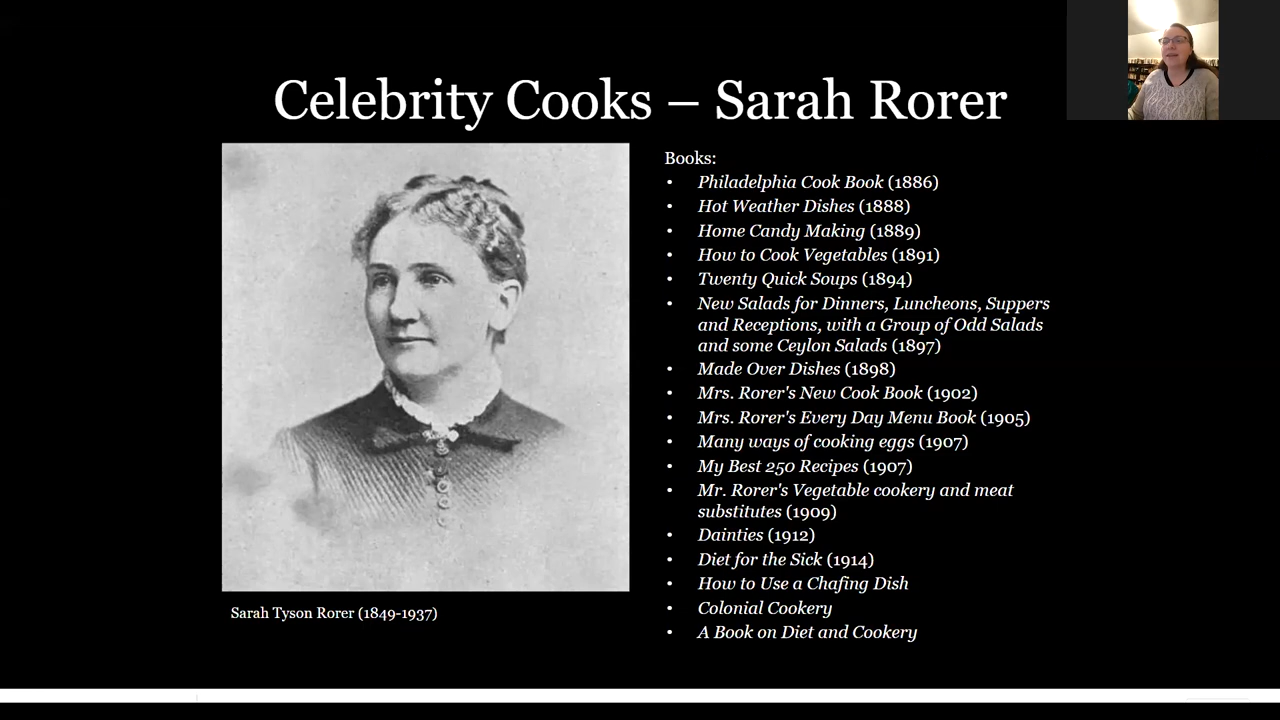 Celebrity Cooks – Sarah Rorer
Books:
• Philadelphia Cook Book (1886)
• Hot Weather Dishes (1888)
• Home Candy Making (1889)
• How to Cook Vegetables (1891)
• Twenty Quick Soups (1894)
• New Salads for Dinners, Luncheons, Suppers
and Receptions, with a Group of Odd Salads
and some Ceylon Salads (1897)
• Made Over Dishes (1898)
• Mrs. Rorer's New Cook Book (1902)
• Mrs. Rorer's Every Day Menu Book (1905)
• Many ways of cooking eggs (1907)
• My Best 250 Recipes (1907)
• Mr. Rorer's Vegetable cookery and meat
substitutes (1909)
• Dainties (1912)
• Diet for the Sick (1914)
• How to Use a Chafing Dish
• Colonial Cookery
• A Book on Diet and Cookery
Sarah Tyson Rorer (1849-1937)